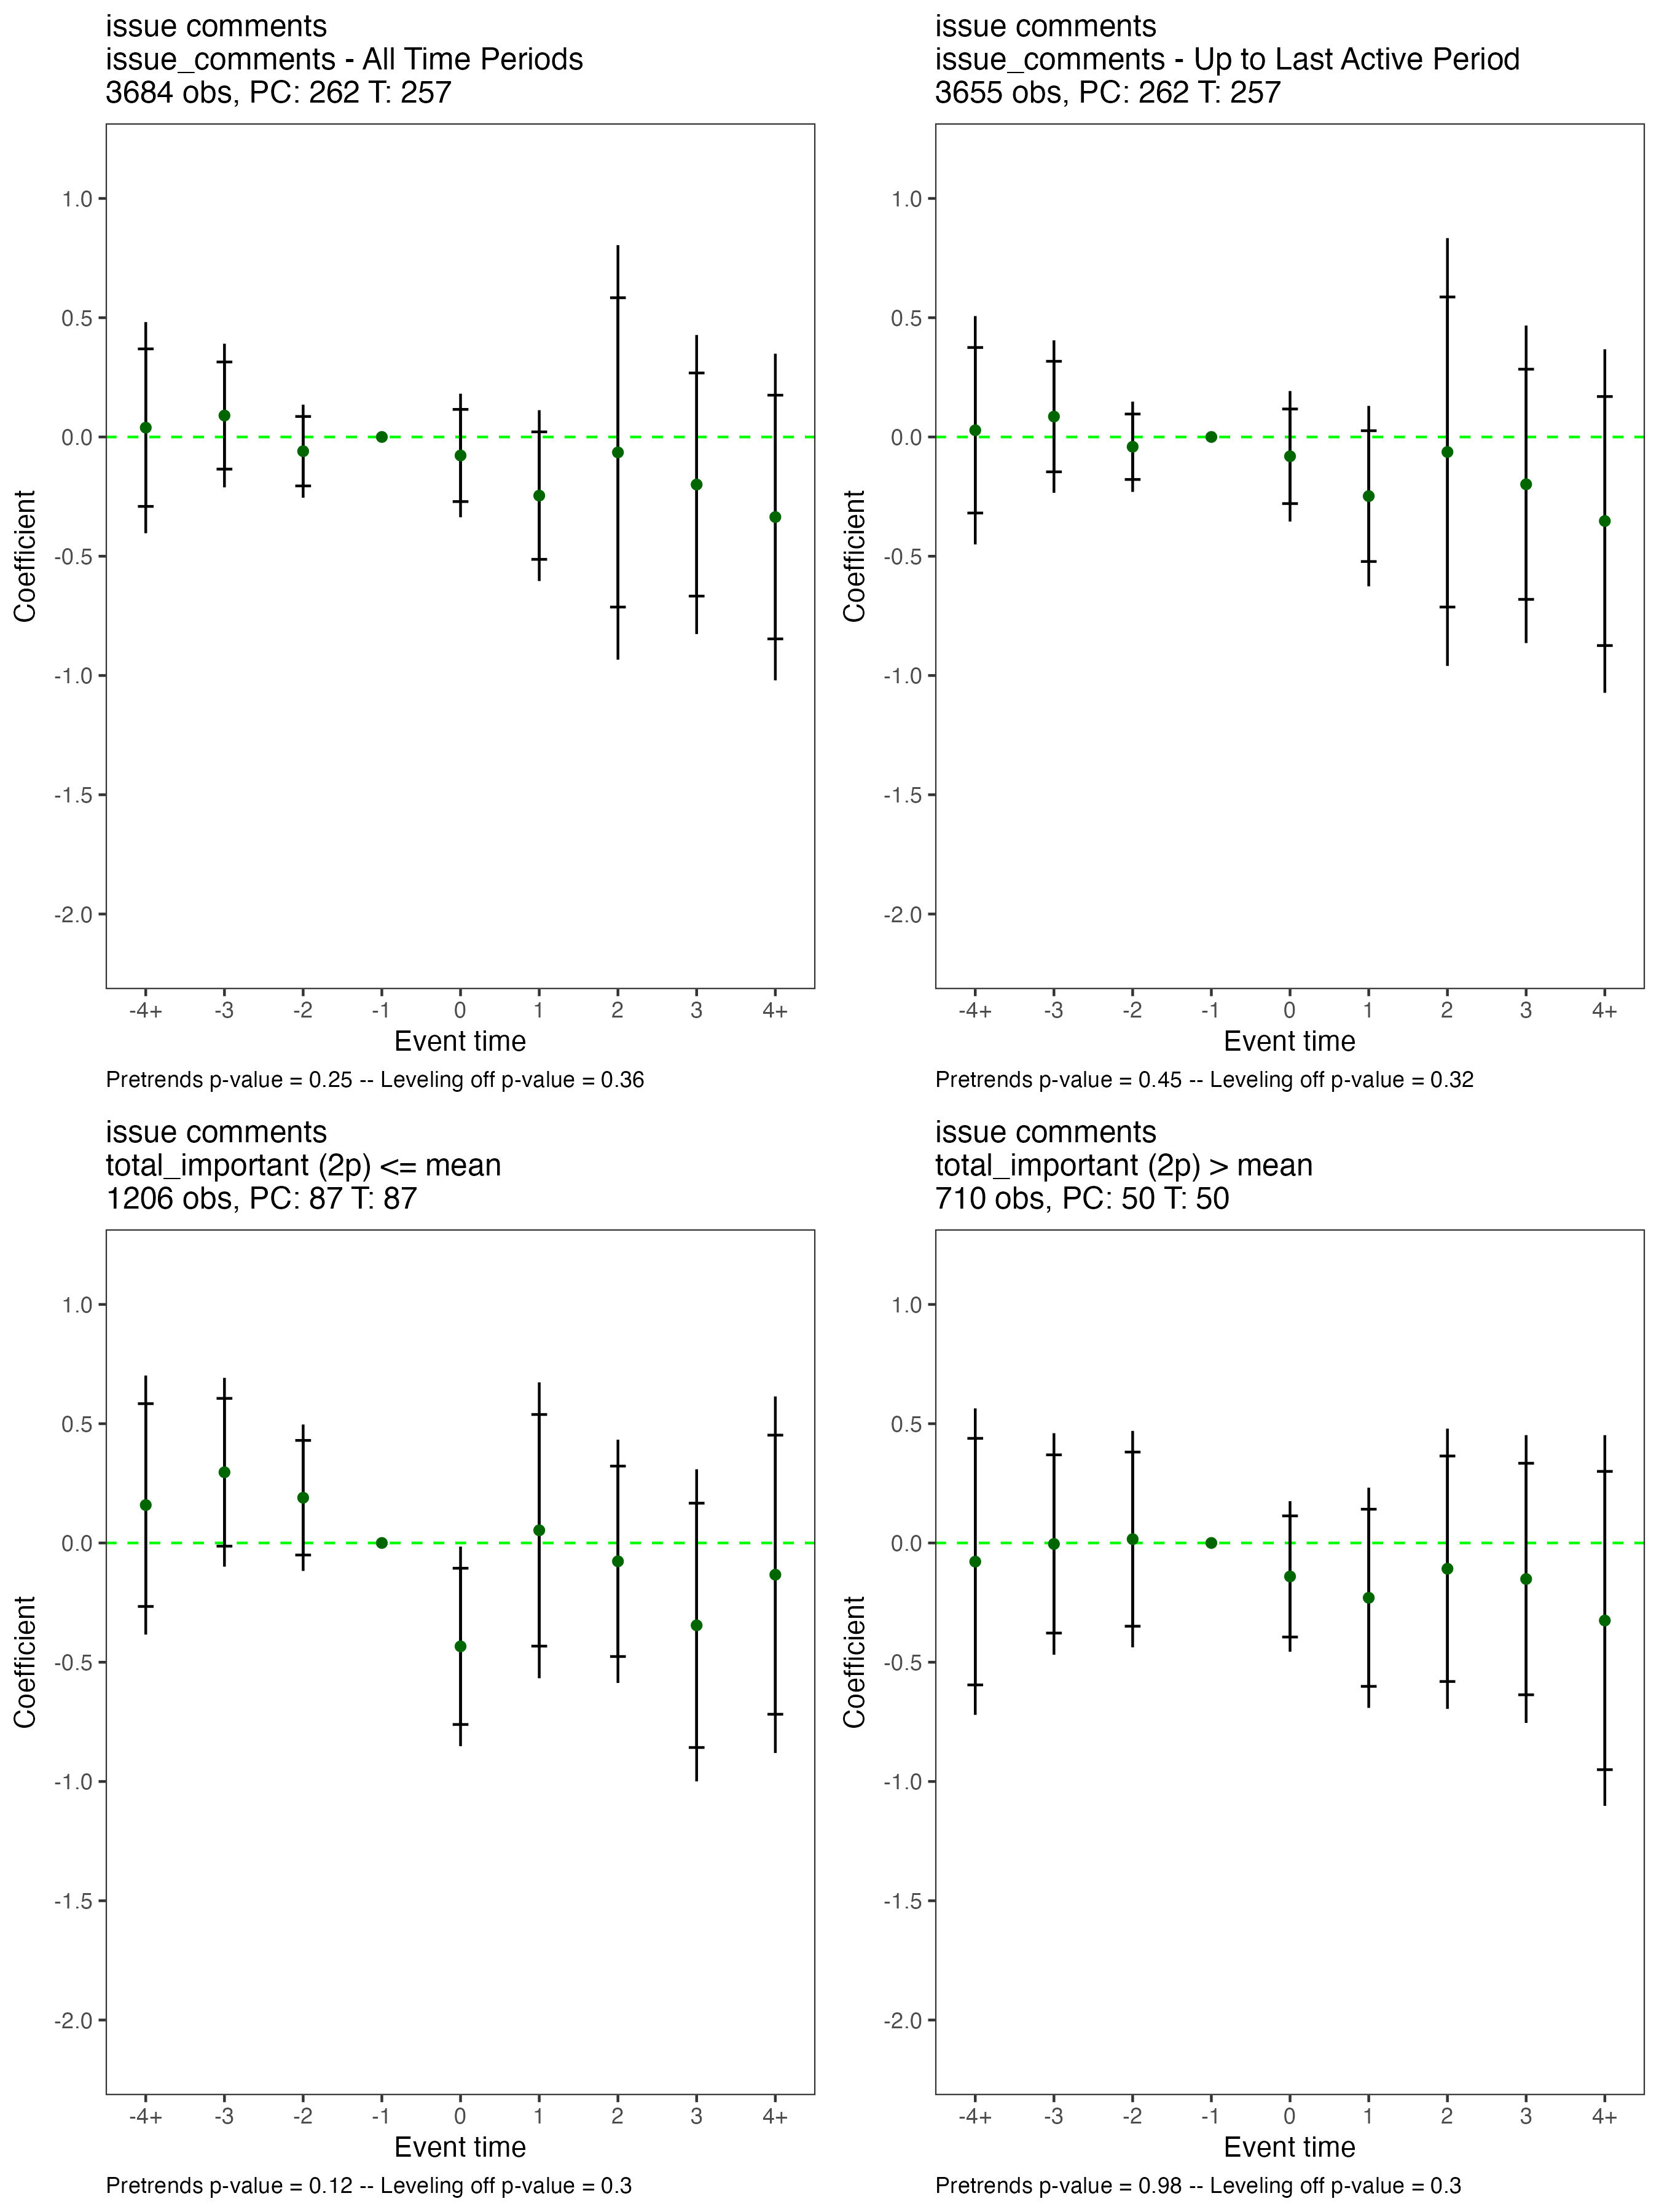 issue comments
issue_comments - All Time Periods
3684 obs, PC: 262 T: 257
1.0
0.5
0.0
-0.5
-1.0
-1.5
-2.0
Coefficient
-4+ -3 -2 -1 0 1 2 3 4+
Event time
Pretrends p-value = 0.25 -- Leveling off p-value = 0.36
issue comments
issue_comments - Up to Last Active Period
3655 obs, PC: 262 T: 257
1.0
0.5
0.0
-0.5
-1.0
-1.5
-2.0
Coefficient
-4+ -3 -2 -1 0 1 2 3 4+
Event time
Pretrends p-value = 0.45 -- Leveling off p-value = 0.32
issue comments
total_important (2p) <= mean
1206 obs, PC: 87 T: 87
1.0
0.5
0.0
-0.5
-1.0
-1.5
-2.0
Coefficient
-4+ -3 -2 -1 0 1 2 3 4+
Event time
Pretrends p-value = 0.12 -- Leveling off p-value = 0.3
issue comments
total_important (2p) > mean
710 obs, PC: 50 T: 50
1.0
0.5
0.0
-0.5
-1.0
-1.5
-2.0
Coefficient
-4+ -3 -2 -1 0 1 2 3 4+
Event time
Pretrends p-value = 0.98 -- Leveling off p-value = 0.3